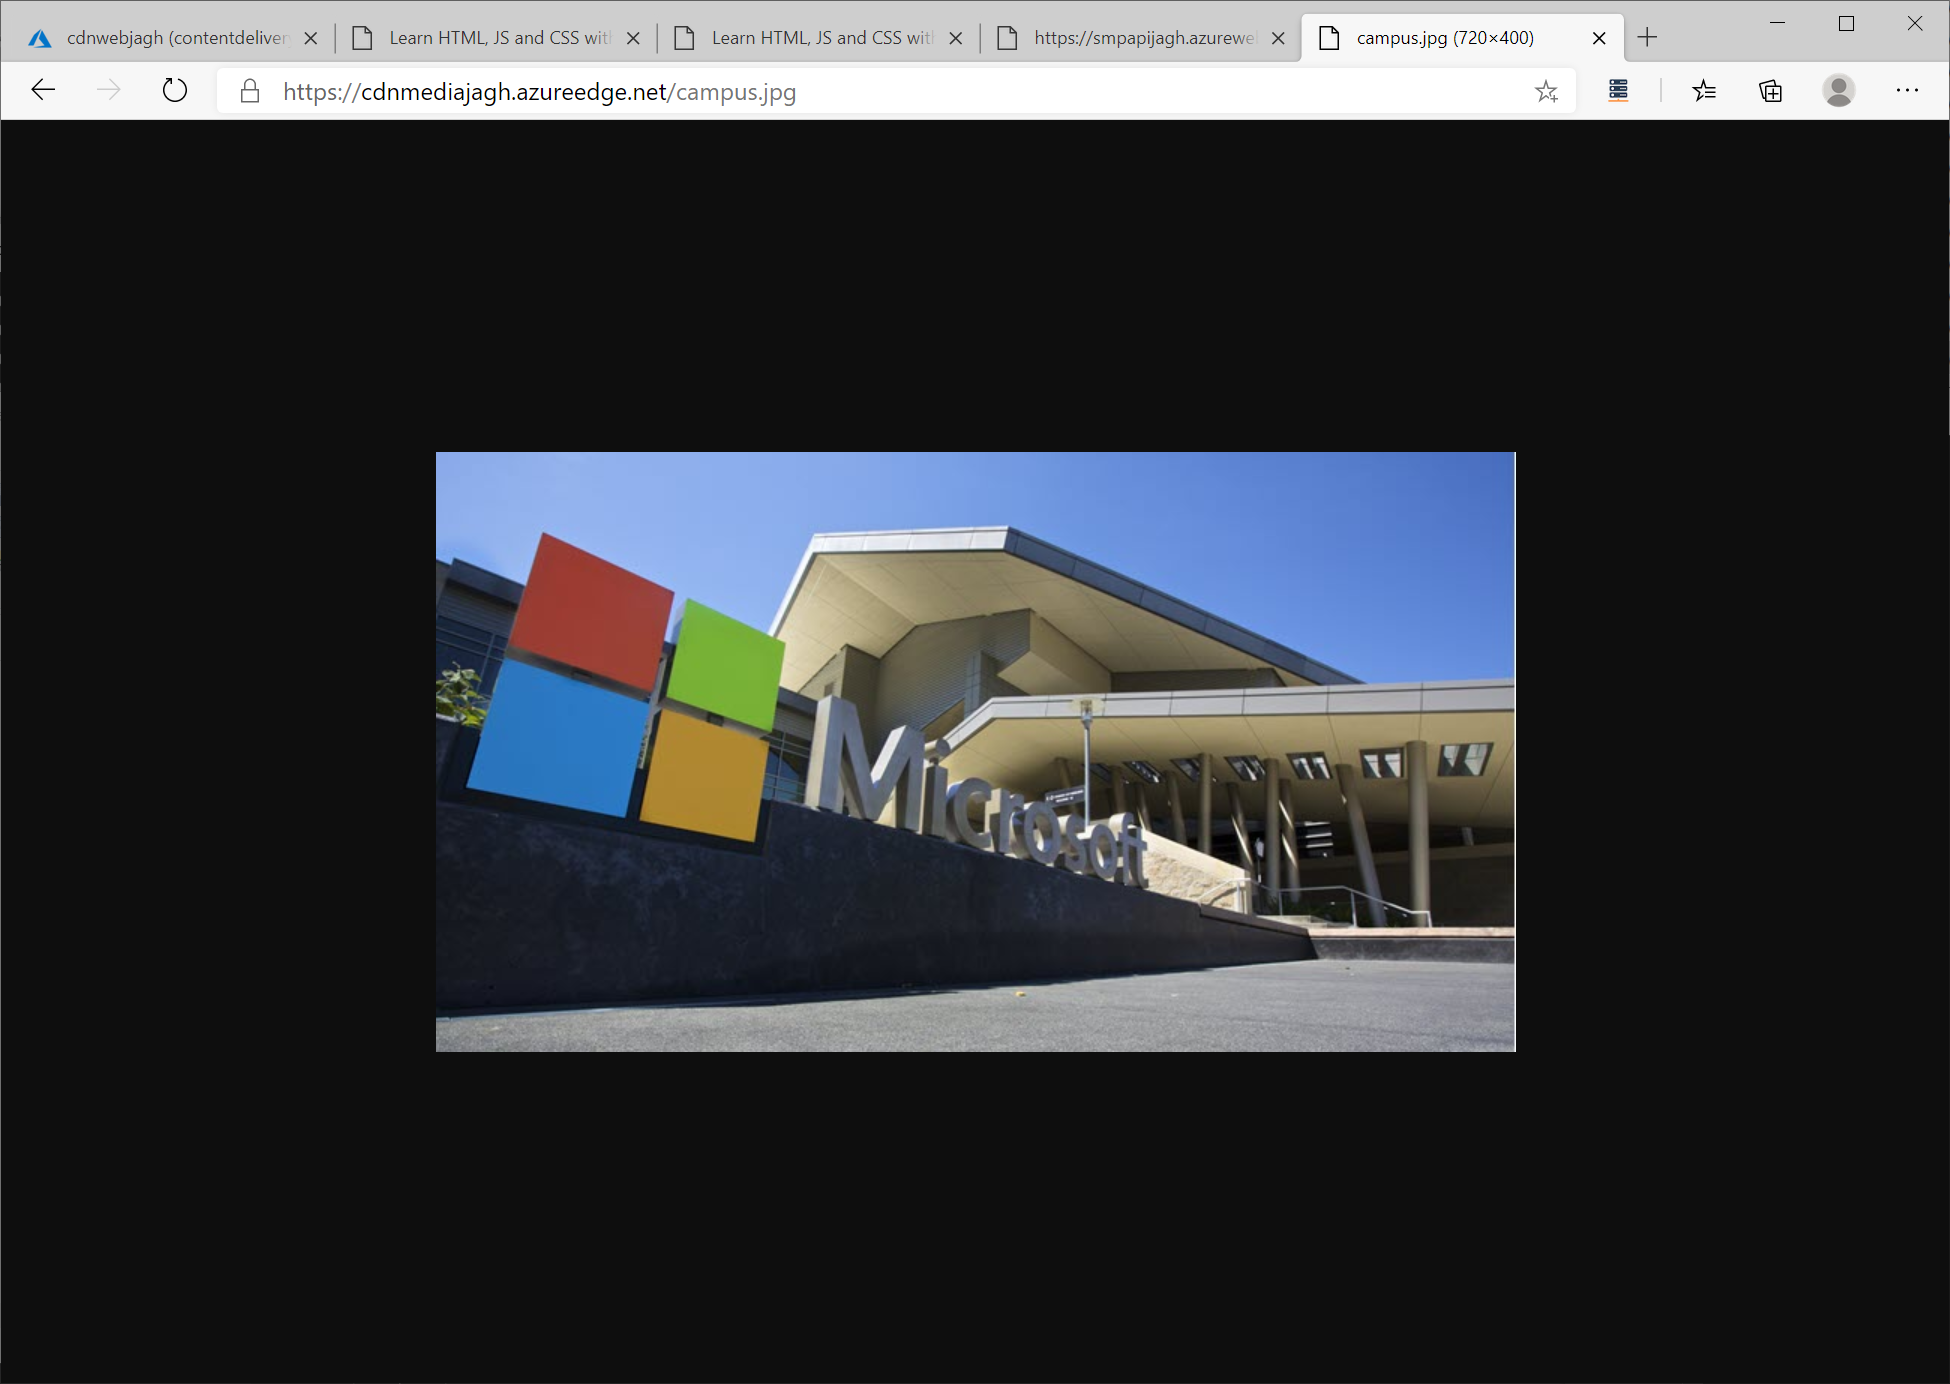 cdnwebjagh (contentdeliver
Learn HTML, JS and CSS wit
Learn HTML, JS and CSS wit
https://smpapijagh.azurewe
campus.jpg (720×400)
https://cdnmediajagh.azureedge.net/campus.jpg
Microsoft